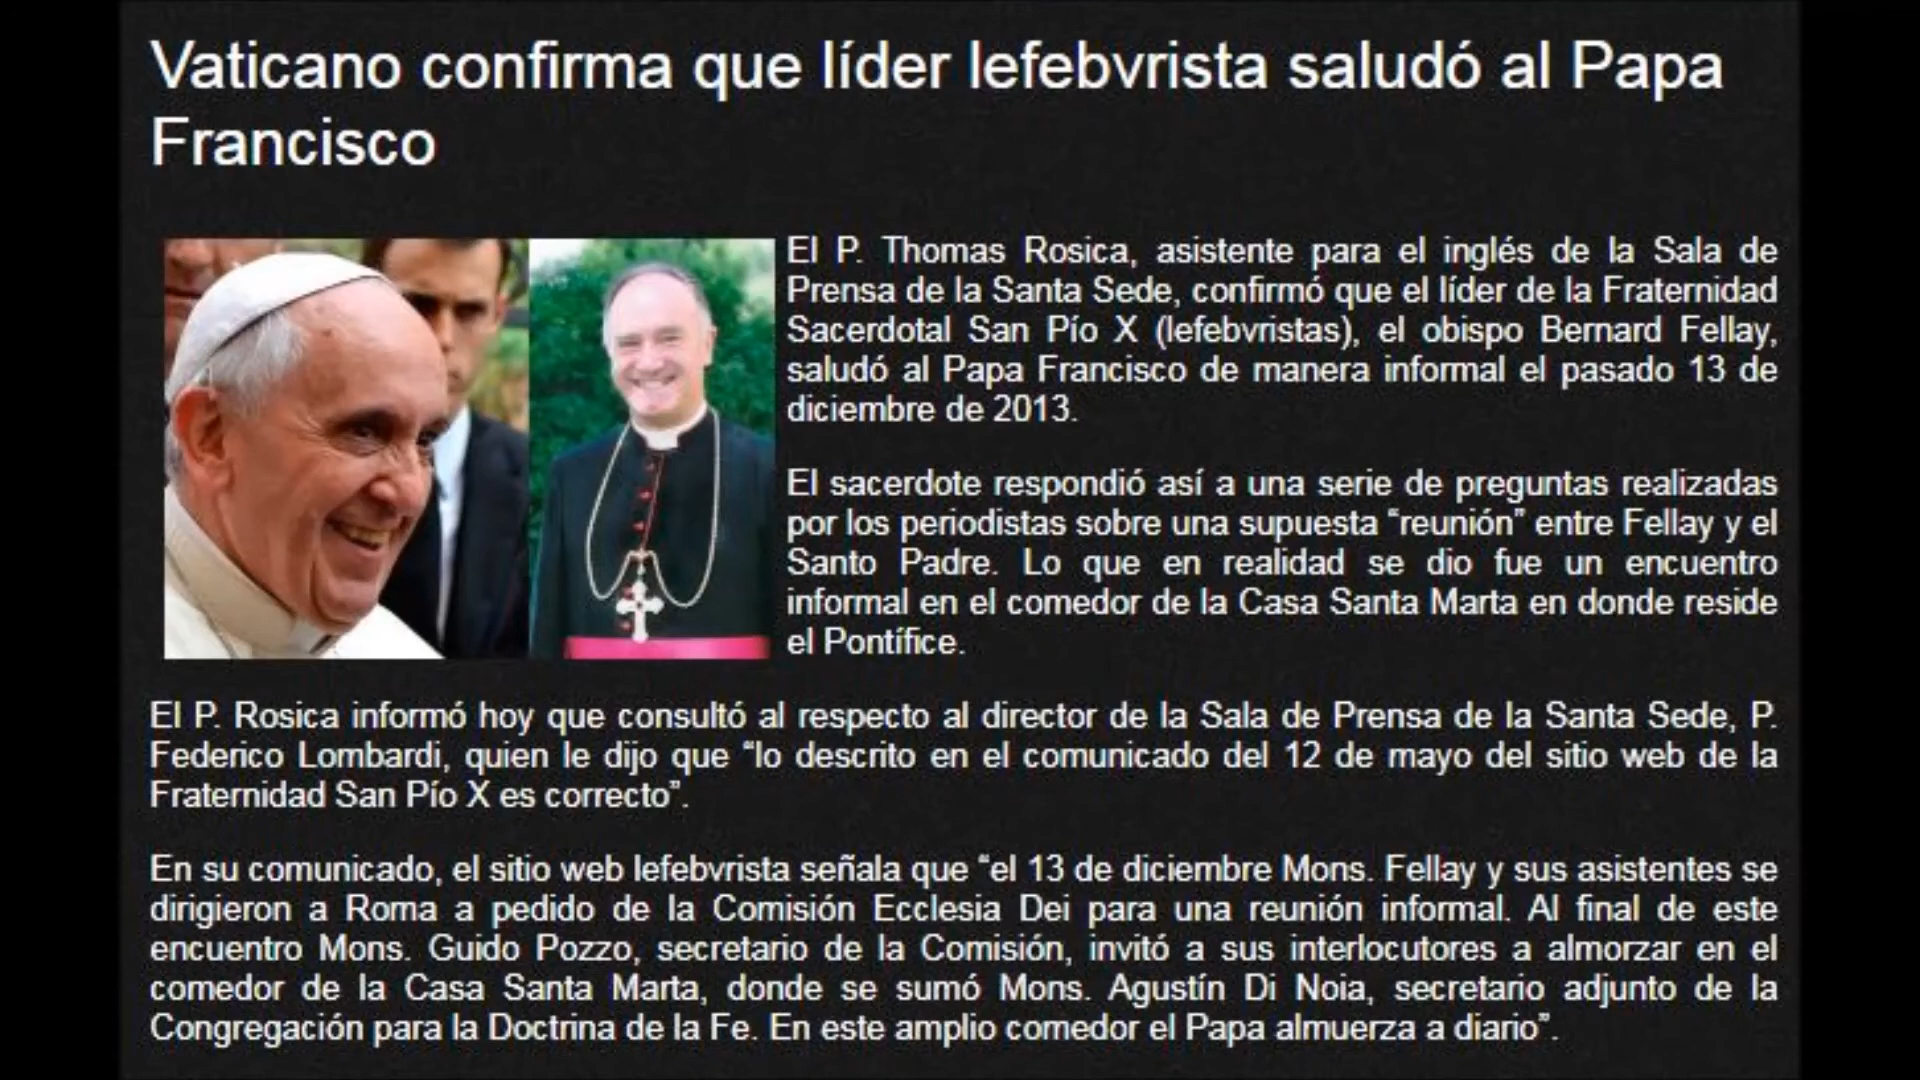 Vaticano confirma que líder lefebvrista saludó al Papa
Francisco
El P. Thomas Rosica, asistente para el inglés de la Sala de
Prensa de la Santa Sede, confirmó que el líder de la Fraternidad
Sacerdotal San Pío X (lefebvristas), el obispo Bernard Fellay,
saludó al Papa Francisco de manera informal el pasado 13 de
diciembre de 2013.
El sacerdote respondió así a una serie de preguntas realizadas
por los periodistas sobre una supuesta “reunión” entre Fellay y el
Santo Padre. Lo que en realidad se dio fue un encuentro
informal en el comedor de la Casa Santa Marta en donde reside
el Pontífice.
El P. Rosica informó hoy que consultó al respecto al director de la Sala de Prensa de la Santa Sede, P.
Federico Lombardi, quien le dijo que “lo descrito en el comunicado del 12 de mayo del sitio web de la
Fraternidad San Pío X es correcto”.
En su comunicado, el sitio web lefebvrista señala que “el 13 de diciembre Mons. Fellay y sus asistentes se
dirigieron a Roma a pedido de la Comisión Ecclesia Dei para una reunión informal. Al final de este
encuentro Mons. Guido Pozzo, secretario de la Comisión, invitó a sus interlocutores a almorzar en el
comedor de la Casa Santa Marta, donde se sumó Mons. Agustín Di Noia, secretario adjunto de la
Congregación para la Doctrina de la Fe. En este amplio comedor el Papa almuerza a diario”.